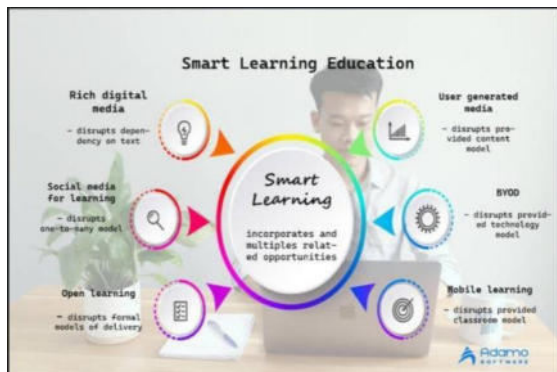 Smart Learning Education
Rich digital
media
- disrupts depen-
dency on text
Social media
for learning
- disrupts
one-to-many model
Open learning
- disrupts formal
models of delivery
Smart
Learning
incorporates and
multiples relat-
ed opportunities
User generated
media
- disrupts pro-
vided content
model
BYOD
- disrupts provid-
ed technology
model
Mobile learning
- disrupts provided
classroom model
Adamo
SOFTWARE